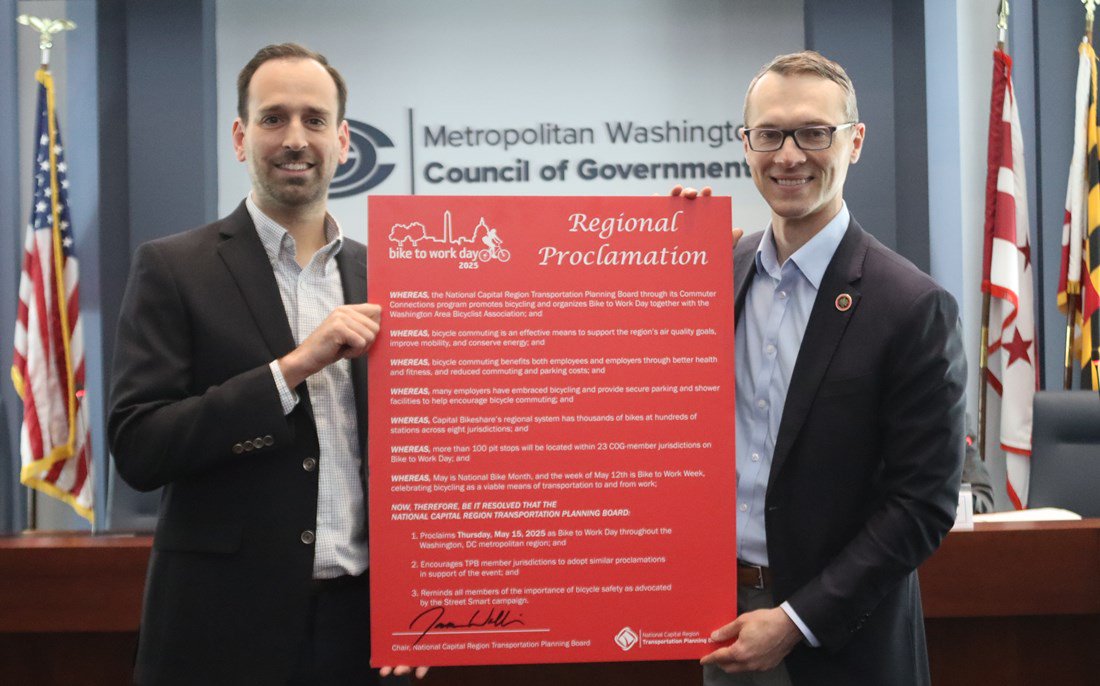 Metropolitan Washingt
Council of Government
bike to work day
2025
Regional
Proclamation
WHEREAS, the National Capital Region Transportation Planning Board through its Commuter
Connections program promotes bicycling and organizes Bike to Work Day together with the
Washington Area Bicyclist Association; and
WHEREAS, bicycle commuting is an effective means to support the region's air quality goals,
improve mobility, and conserve energy; and
WHEREAS, bicycle commuting benefits both employees and employers through better health
and fitness, and reduced commuting and parking costs; and
WHEREAS, many employers have embraced bicycling and provide secure parking and shower
facilities to help encourage bicycle commuting; and
WHEREAS, Capital Bikeshare's regional system has thousands of bikes at hundreds of
stations across eight jurisdictions; and
WHEREAS, more than 100 pit stops will be located within 23 COG-member jurisdictions on
Bike to Work Day; and
WHEREAS, May is National Bike Month, and the week of May 12th is Bike to Work Week,
celebrating bicycling as a viable means of transportation to and from work;
NOW, THEREFORE, BE IT RESOLVED THAT THE
NATIONAL CAPITAL REGION TRANSPORTATION PLANNING BOARD:
1. Proclaims Thursday, May 15, 2025 as Bike to Work Day throughout the
Washington, DC metropolitan region; and
2. Encourages TPB member jurisdictions to adopt similar proclamations
in support of the event; and
3. Reminds all members of the importance of bicycle safety as advocated
by the Street Smart campaign.
Chair, National Capital Region Transportation Planning Board
National Capital Region
Transportation Planning